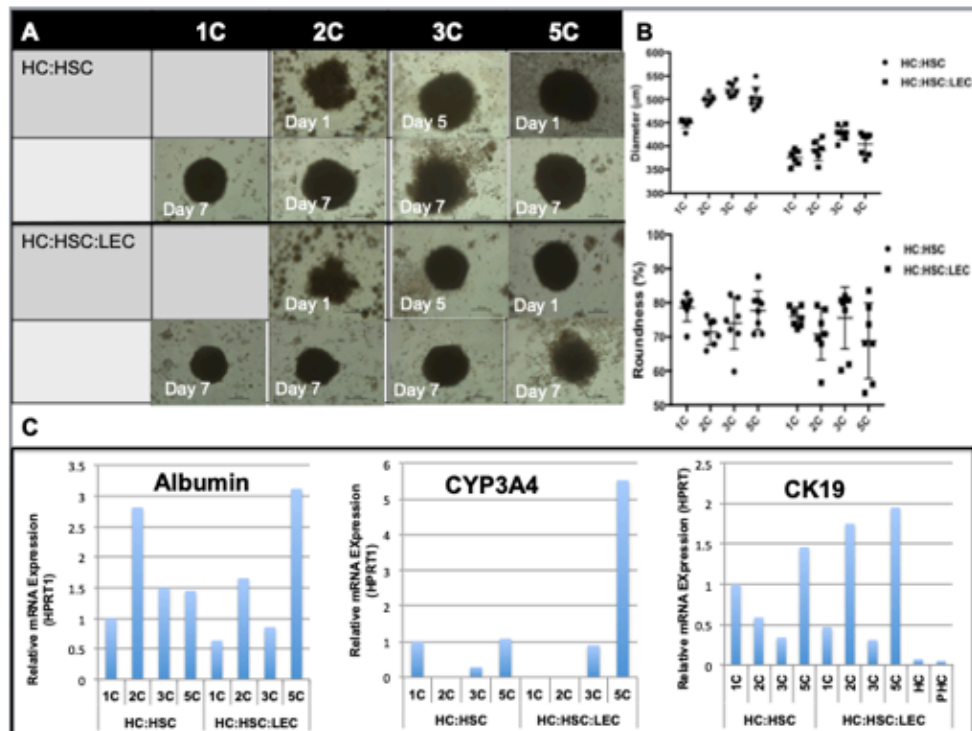 A 1C 2C 3C 5C
HC:HSC
Day 1 Day 5 Day 1
Day 7 Day 7 Day 7 Day 7
HC:HSC:LEC
Day 1 Day 5 Day 1
Day 7 Day 7 Day 7 Day 7
B
HC:HSC
HC:HSC:LEC
Diameter (μm)
600
550
500
450
400
350
300
1C 2C 3C 5C 1C 2C 3C 5C
HC:HSC
HC:HSC:LEC
Roundness (%)
100
90
80
70
60
50
1C 2C 3C 5C 1C 2C 3C 5C
C
Albumin
Relative mRNA Expression
(HPRT1)
3.5
3
2.5
2
1.5
1
0.5
0
1C 2C 3C 5C 1C 2C 3C 5C
HC:HSC HC:HSC:LEC
CYP3A4
Relative mRNA EXpression
(HPRT1)
6
5
4
3
2
1
0
1C 2C 3C 5C 1C 2C 3C 5C
HC:HSC HC:HSC:LEC
CK19
Relative mRNA EXpression (HPRT)
2.5
2
1.5
1
0.5
0
1C 2C 3C 5C 1C 2C 3C 5C HC PHC
HC:HSC HC:HSC:LEC